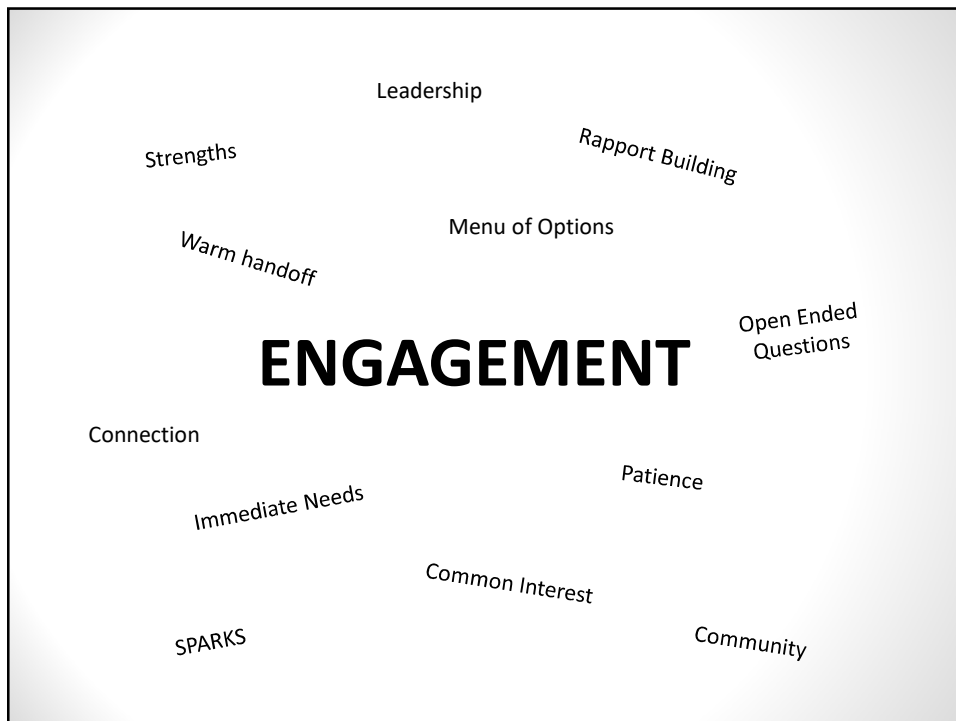 Leadership
Rapport Building
Strengths
Menu of Options
Warm handoff
Open Ended
Questions
ENGAGEMENT
Connection
Patience
Immediate Needs
Common Interest
SPARKS
Community